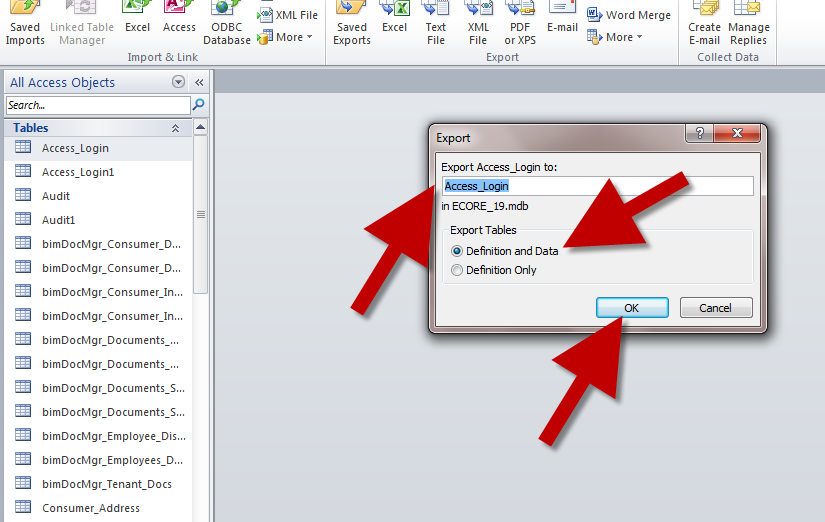 Saved Imports
Linked Table Manager
Excel
Access
ODBC Database
XML File
More
Import & Link
Saved Exports
Excel
Text File
XML File
PDF or XPS
E-mail
Word Merge
More
Export
Create E-mail
Manage Replies
Collect Data
All Access Objects
Search...
Tables
Access_Login
Access_Login1
Audit
Audit1
bimDocMgr_Consumer_D...
bimDocMgr_Consumer_D...
bimDocMgr_Consumer_In...
bimDocMgr_Consumer_In...
bimDocMgr_Documents_...
bimDocMgr_Documents_...
bimDocMgr_Documents_S...
bimDocMgr_Documents_S...
bimDocMgr_Employee_Dis...
bimDocMgr_Employees_D...
bimDocMgr_Tenant_Docs
Consumer_Address
Export
?
Export Access_Login to:
Access_Login
in ECORE_19.mdb
Export Tables
Definition and Data
Definition Only
OK
Cancel